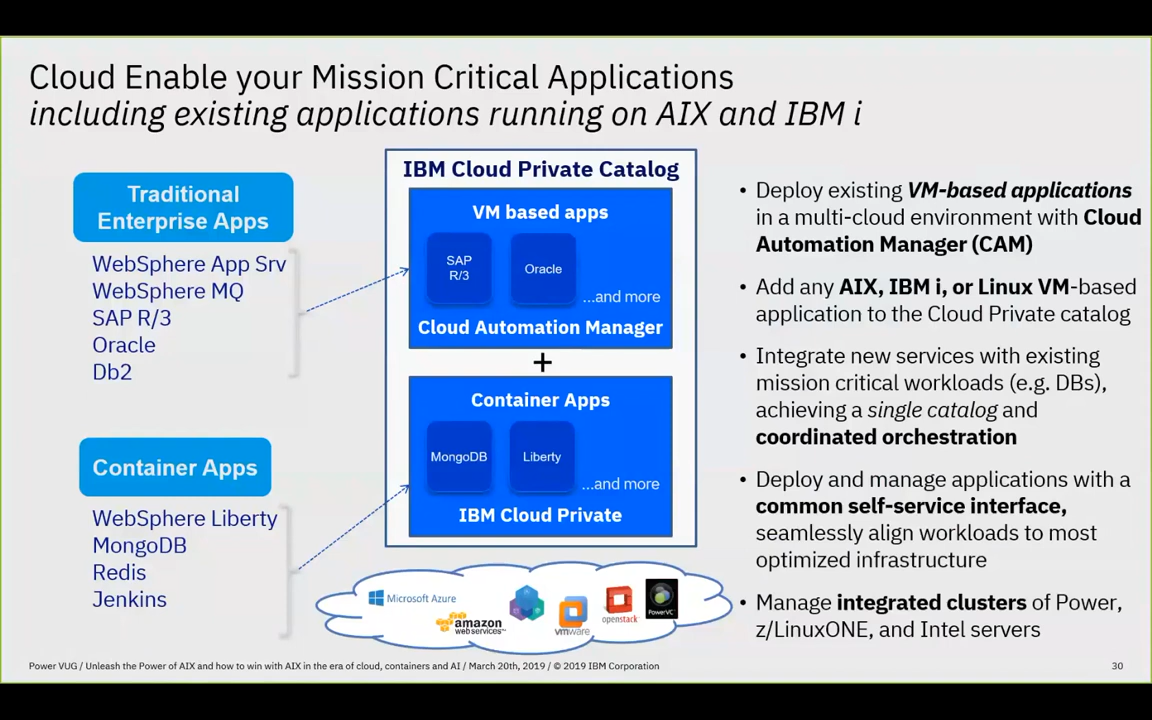 Cloud Enable your Mission Critical Applications
including existing applications running on AIX and IBM i
Traditional
Enterprise Apps
WebSphere App Srv
WebSphere MQ
SAP R/3
Oracle
Db2
Container Apps
WebSphere Liberty
MongoDB
Redis
Jenkins
IBM Cloud Private Catalog
VM based apps
SAP
R/3
Oracle
...and more
Cloud Automation Manager
+
Container Apps
MongoDB
Liberty
...and more
IBM Cloud Private
Microsoft Azure
amazon
web services™
vmware
openstack
PowerVC
• Deploy existing VM-based applications
in a multi-cloud environment with Cloud
Automation Manager (CAM)
• Add any AIX, IBM i, or Linux VM-based
application to the Cloud Private catalog
• Integrate new services with existing
mission critical workloads (e.g. DBs),
achieving a single catalog and
coordinated orchestration
• Deploy and manage applications with a
common self-service interface,
seamlessly align workloads to most
optimized infrastructure
• Manage integrated clusters of Power,
z/LinuxONE, and Intel servers
Power VUG / Unleash the Power of AIX and how to win with AIX in the era of cloud, containers and AI / March 20th, 2019 / © 2019 IBM Corporation
30